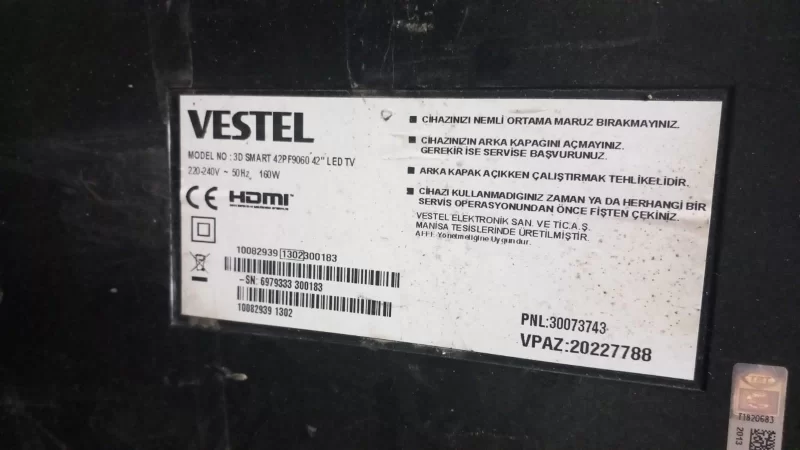 VESTEL
MODEL NO : 3D SMART 42PF9060 42" LED TV
220-240V ~ 50Hz, 160W
CE HDMI
10082939 1302 300183
-SN: 6979333 300183
10082939 1302
■ CİHAZINIZI NEMLİ ORTAMA MARUZ BIRAKMAYINIZ.
■ CİHAZINIZIN ARKA KAPAĞINI AÇMAYINIZ.
GEREKİR İSE SERVİSE BAŞVURUNUZ.
■ ARKA KAPAK AÇIKKEN ÇALIŞTIRMAK TEHLİKELİDİR.
■ CİHAZI KULLANMADIĞINIZ ZAMAN YA DA HERHANGİ BİR
SERVİS OPERASYONUNDAN ÖNCE FİŞTEN ÇEKİNİZ.
VESTEL ELEKTRONİK SAN. VE TİC.A.Ş.
MANİSA TESİSLERİNDE ÜRETİLMİŞTİR.
AEEE Yönetmeliğine Uygundur.
PNL:30073743
VPAZ:20227788
2013